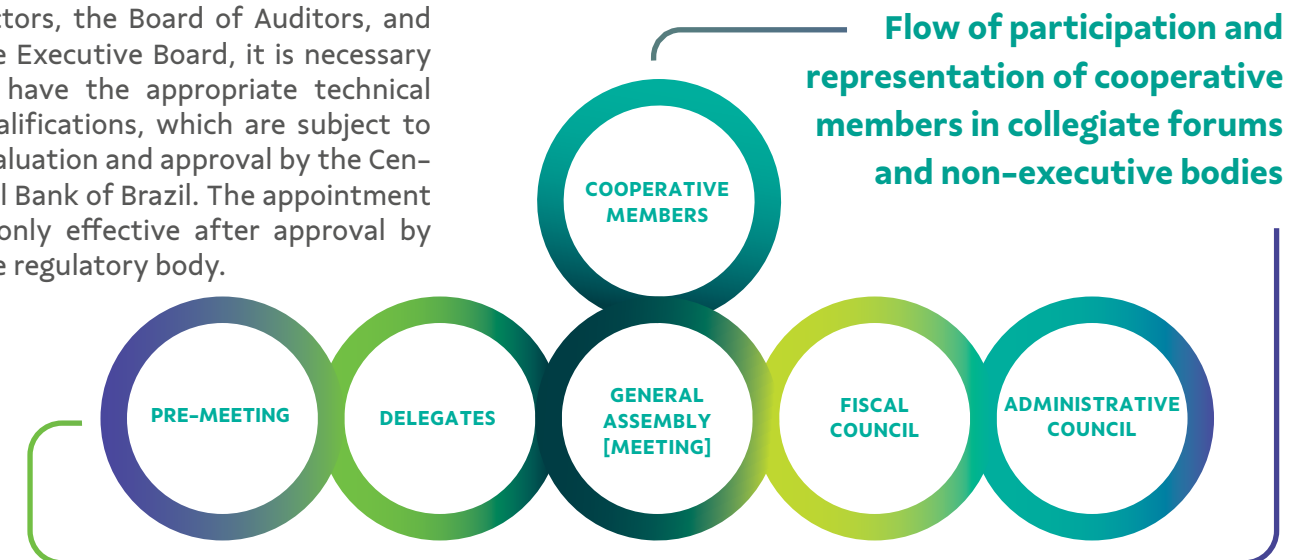 ctors, the Board of Auditors, and
e Executive Board, it is necessary
have the appropriate technical
alifications, which are subject to
aluation and approval by the Cen-
l Bank of Brazil. The appointment
only effective after approval by
e regulatory body.
Flow of participation and
representation of cooperative
members in collegiate forums
and non-executive bodies
COOPERATIVE
MEMBERS
PRE-MEETING
DELEGATES
GENERAL
ASSEMBLY
[MEETING]
FISCAL
COUNCIL
ADMINISTRATIVE
COUNCIL